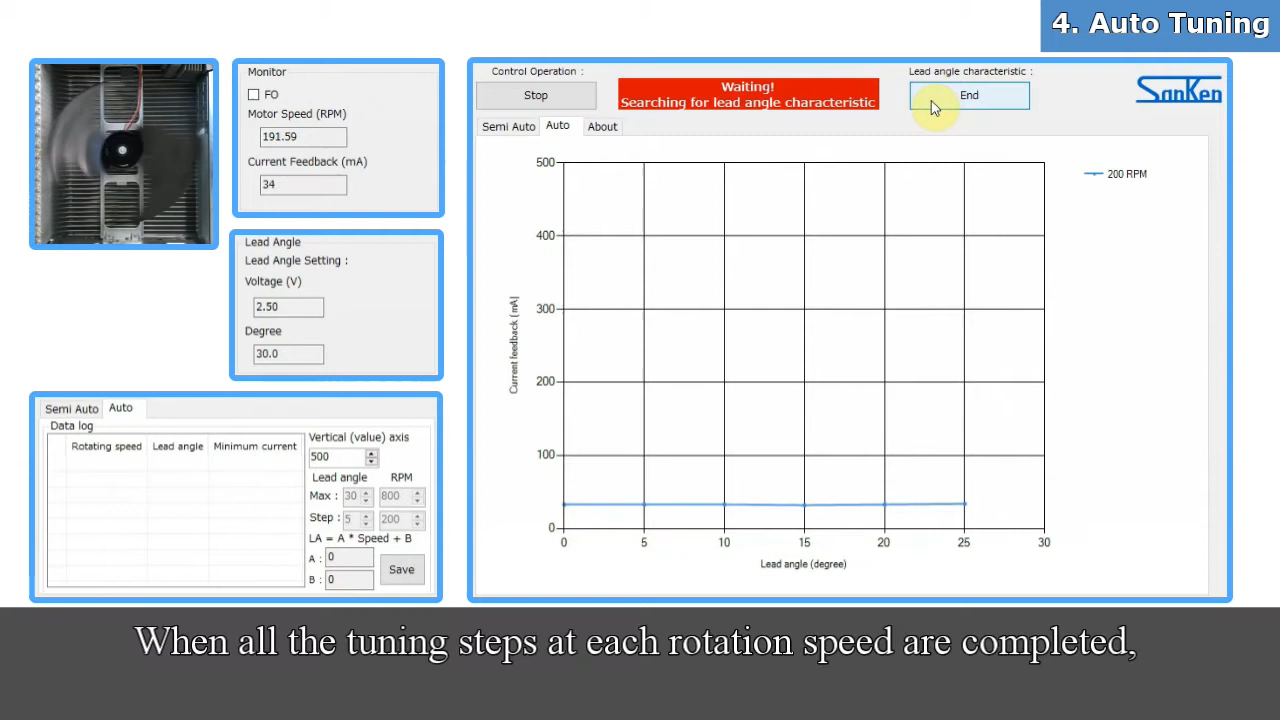 4. Auto Tuning
Monitor
FO
Motor Speed (RPM)
191.59
Current Feedback (mA)
34
Lead Angle
Lead Angle Setting :
Voltage (V)
2.50
Degree
30.0
Semi Auto Auto
Data log
Rotating speed Lead angle Minimum current
Vertical (value) axis
500
Lead angle RPM
Max : 30 800
Step : 5 200
LA = A * Speed + B
A : 0
B : 0
Save
Control Operation :
Stop
Waiting!
Searching for lead angle characteristic
Lead angle characteristic :
End
SanKen
Semi Auto Auto About
500
400
300
200
100
0
Current feedback (mA)
0 5 10 15 20 25 30
Lead angle (degree)
200 RPM
When all the tuning steps at each rotation speed are completed,